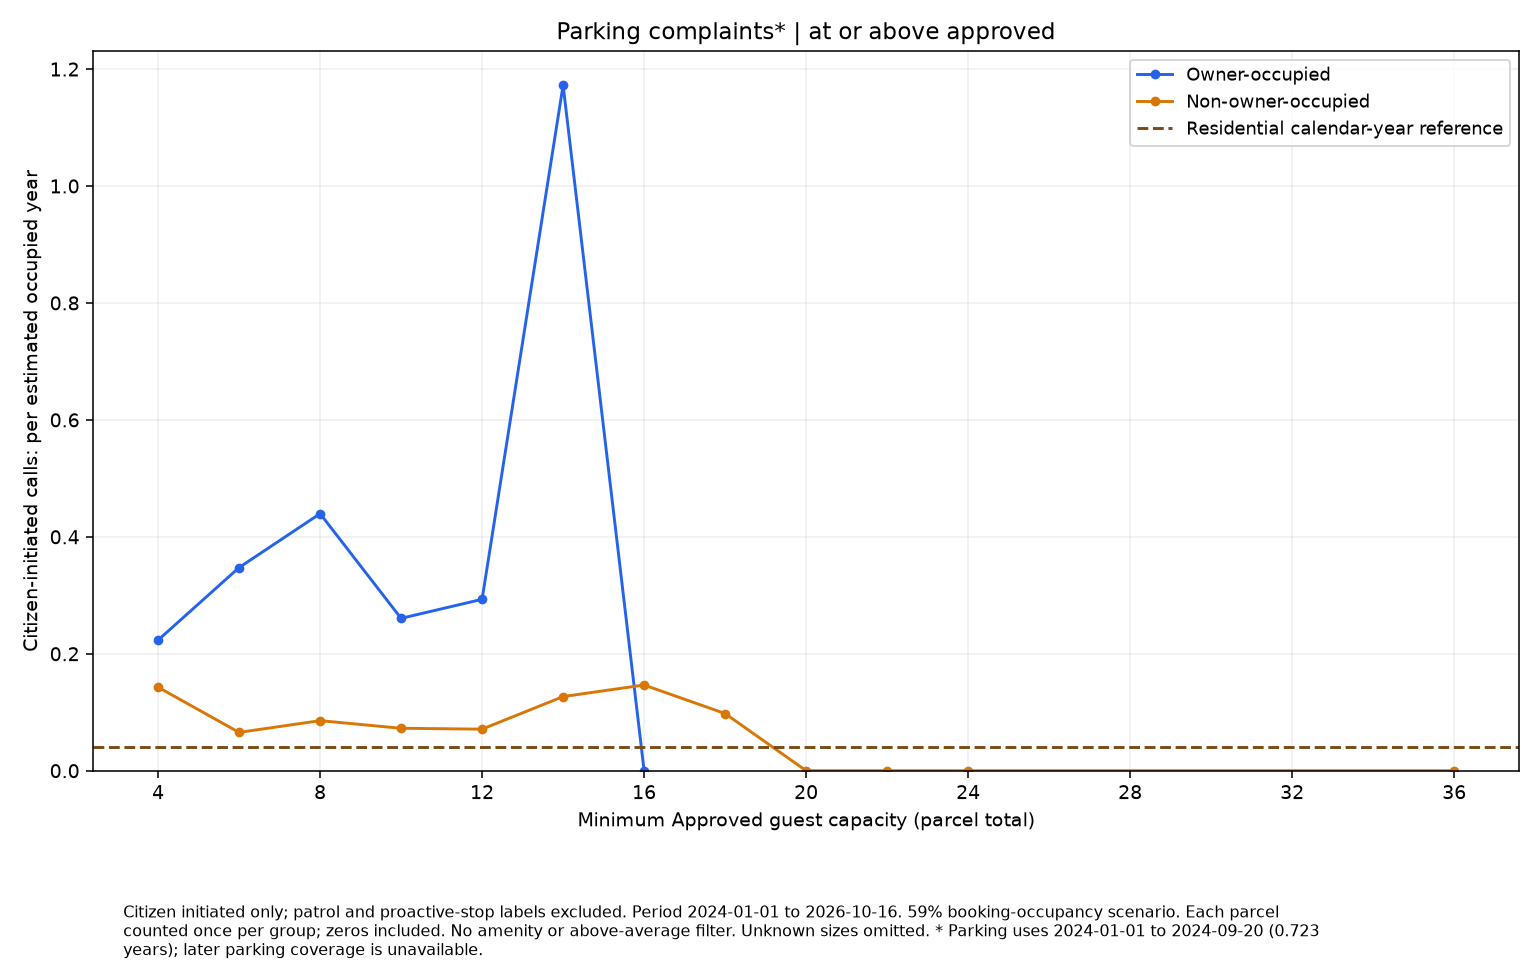 Parking complaints* | at or above approved
Owner-occupied
Non-owner-occupied
Residential calendar-year reference
Citizen-initiated calls: per estimated occupied year
1.2
1.0
0.8
0.6
0.4
0.2
0.0
4
8
12
16
20
24
28
32
36
Minimum Approved guest capacity (parcel total)
Citizen initiated only; patrol and proactive-stop labels excluded. Period 2024-01-01 to 2026-10-16. 59% booking-occupancy scenario. Each parcel
counted once per group; zeros included. No amenity or above-average filter. Unknown sizes omitted. * Parking uses 2024-01-01 to 2024-09-20 (0.723
years); later parking coverage is unavailable.